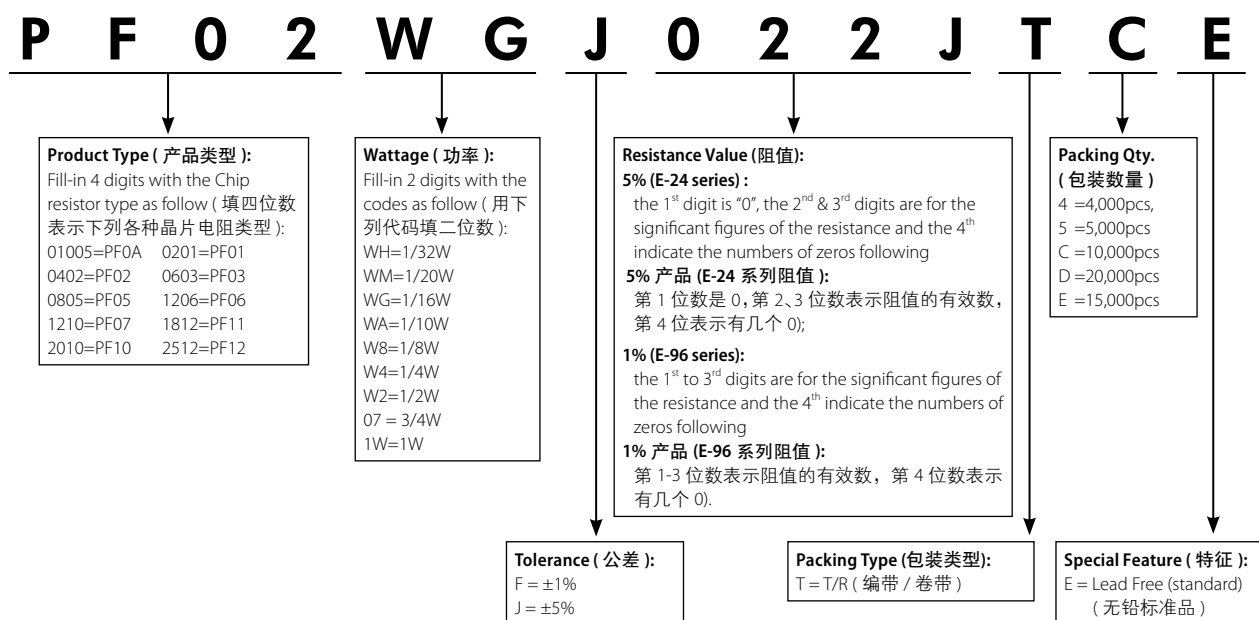 P F 0 2 W G J 0 2 2 J T C E
Product Type ( 产品类型 ):
Fill-in 4 digits with the Chip
resistor type as follow ( 填四位数
表示下列各种晶片电阻类型 ):
01005=PF0A 0201=PF01
0402=PF02 0603=PF03
0805=PF05 1206=PF06
1210=PF07 1812=PF11
2010=PF10 2512=PF12
Wattage ( 功率 ):
Fill-in 2 digits with the
codes as follow ( 用下
列代码填二位数 ):
WH=1/32W
WM=1/20W
WG=1/16W
WA=1/10W
W8=1/8W
W4=1/4W
W2=1/2W
07 = 3/4W
1W=1W
Resistance Value (阻值):
5% (E-24 series) :
the 1st digit is “0”, the 2nd & 3rd digits are for the
significant figures of the resistance and the 4th
indicate the numbers of zeros following
5% 产品 (E-24 系列阻值 ):
第 1 位数是 0，第 2、3 位数表示阻值的有效数，
第 4 位表示有几个 0);
1% (E-96 series):
the 1st to 3rd digits are for the significant figures of
the resistance and the 4th indicate the numbers of
zeros following
1% 产品 (E-96 系列阻值 ):
第 1-3 位数表示阻值的有效数，第 4 位数表示
有几个 0).
Packing Qty.
( 包装数量 )
4 =4,000pcs,
5 =5,000pcs
C =10,000pcs
D =20,000pcs
E =15,000pcs
Tolerance ( 公差 ):
F = ±1%
J = ±5%
Packing Type (包装类型):
T = T/R ( 编带 / 卷带 )
Special Feature ( 特征 ):
E = Lead Free (standard)
( 无铅标准品 )